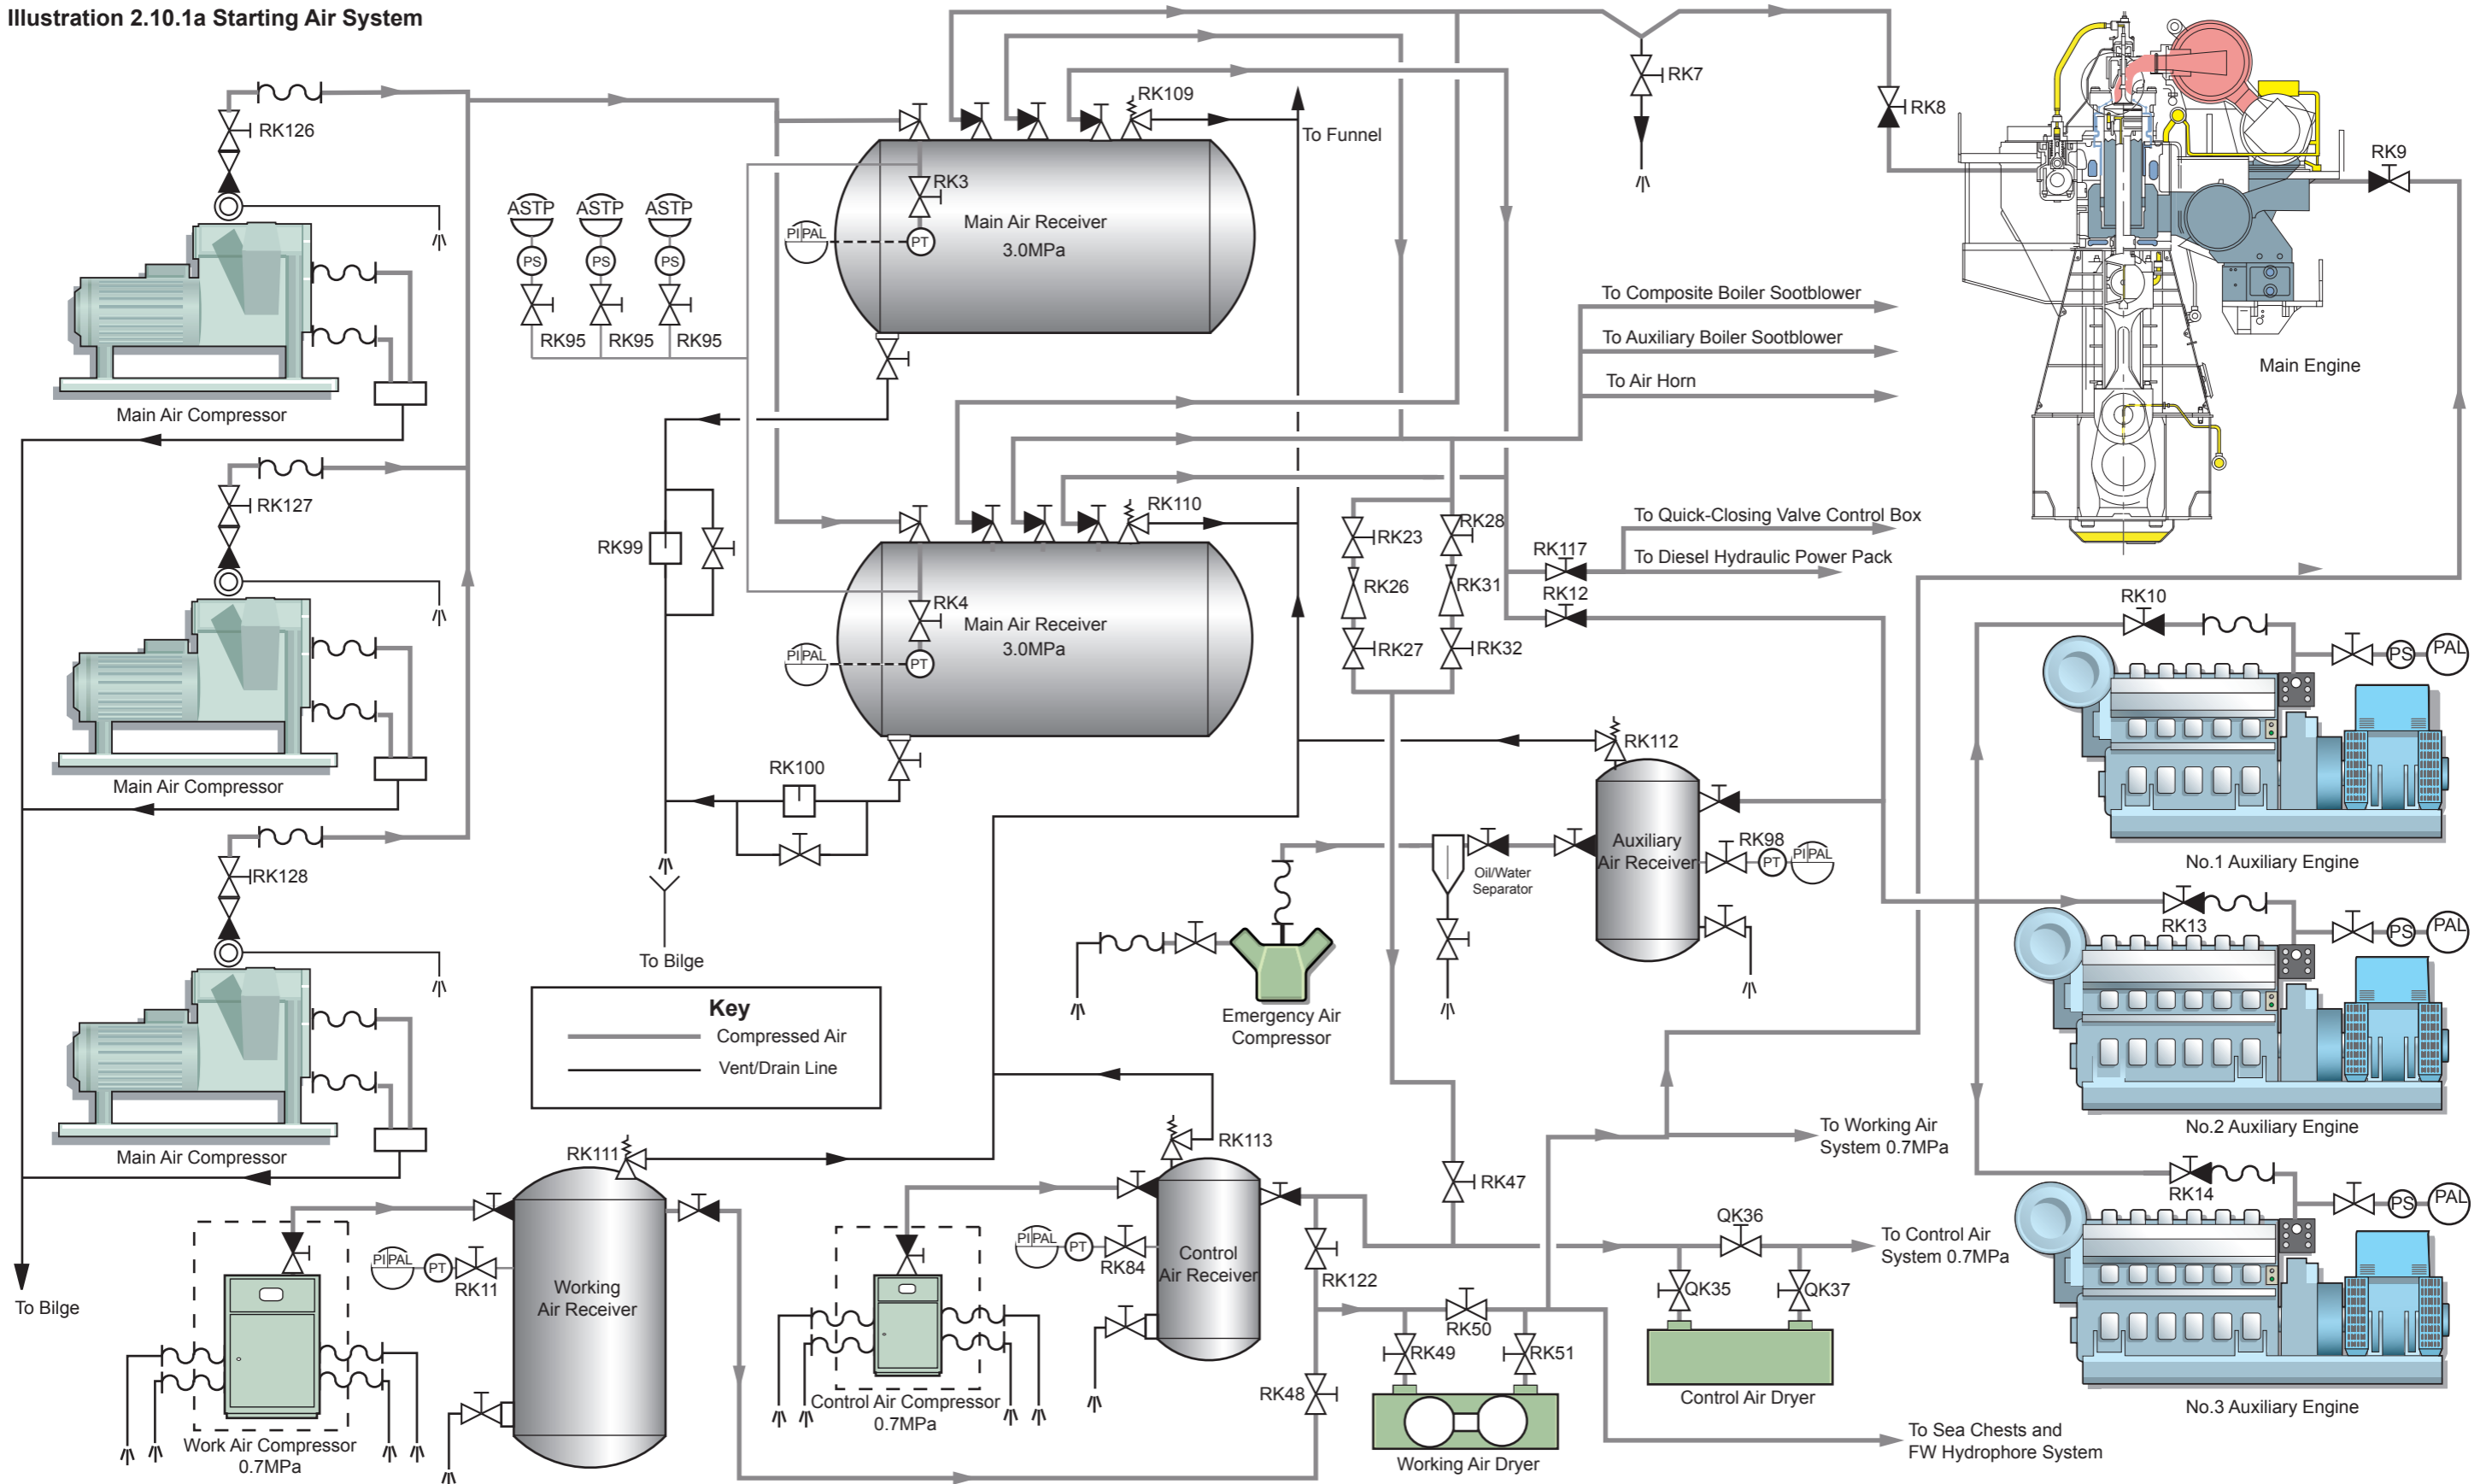 Illustration 2.10.1a Starting Air System
RK126
Main Air Compressor
RK127
Main Air Compressor
RK128
Main Air Compressor
To Bilge
ASTP
ASTP
ASTP
PS
PS
PS
RK95
RK95
RK95
RK109
To Funnel
RK3
PI PAL
PT
Main Air Receiver
3.0MPa
RK99
RK110
RK4
PI PAL
PT
Main Air Receiver
3.0MPa
RK100
To Bilge
Key
Compressed Air
Vent/Drain Line
RK7
RK8
RK9
Main Engine
To Composite Boiler Sootblower
To Auxiliary Boiler Sootblower
To Air Horn
To Quick-Closing Valve Control Box
To Diesel Hydraulic Power Pack
RK23
RK28
RK26
RK31
RK27
RK32
RK117
RK12
RK112
Auxiliary
Air Receiver
RK98
PT
PI PAL
Oil/Water
Separator
Emergency Air
Compressor
RK10
PS
PAL
No.1 Auxiliary Engine
RK13
PS
PAL
No.2 Auxiliary Engine
RK14
PS
PAL
No.3 Auxiliary Engine
RK111
PI PAL
PT
RK11
Working
Air Receiver
Work Air Compressor
0.7MPa
RK113
PI PAL
PT
RK84
Control
Air Receiver
Control Air Compressor
0.7MPa
RK122
RK48
RK47
RK50
RK49
RK51
Working Air Dryer
QK36
QK35
QK37
Control Air Dryer
To Working Air
System 0.7MPa
To Control Air
System 0.7MPa
To Sea Chests and
FW Hydrophore System